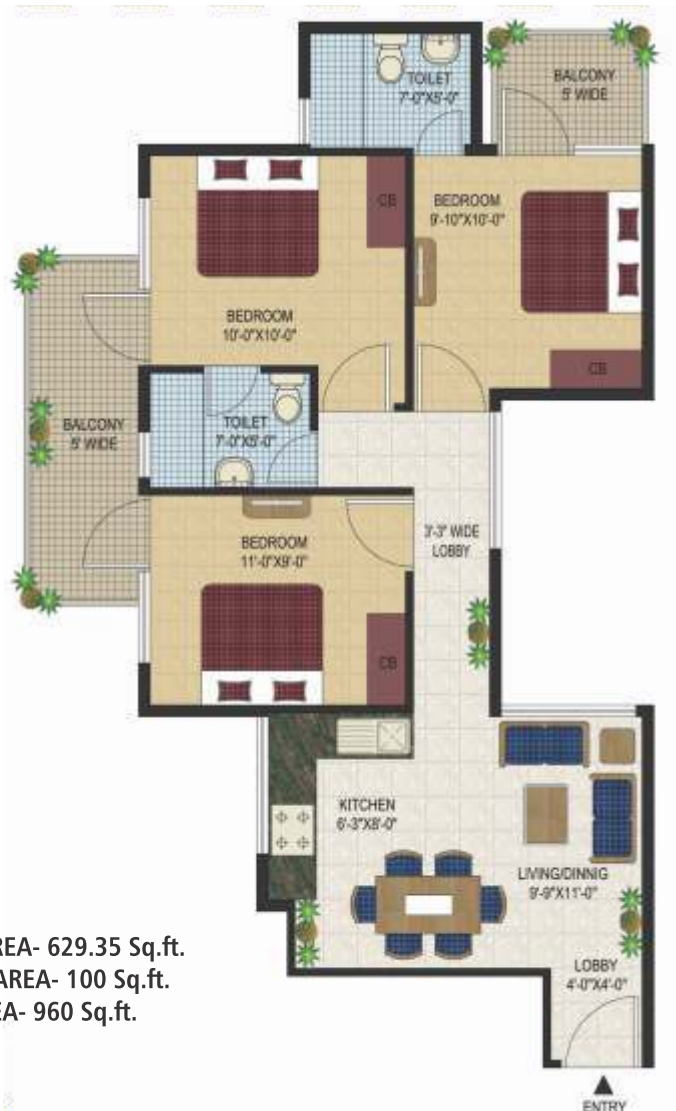 TOILET
7'-0"X5'-0"
BALCONY
5' WIDE
BEDROOM
9'-10"X10'-0"
CB
BEDROOM
10'-0"X10'-0"
CB
BALCONY
5' WIDE
TOILET
7'-0"X5'-0"
3'-3" WIDE
LOBBY
BEDROOM
11'-0"X9'-0"
CB
KITCHEN
6'-3"X8'-0"
LIVING/DINNIG
9'-9"X11'-0"
LOBBY
4'-0"X4'-0"
629.35 Sq.ft.
AREA- 100 Sq.ft.
960 Sq.ft.
ENTRY